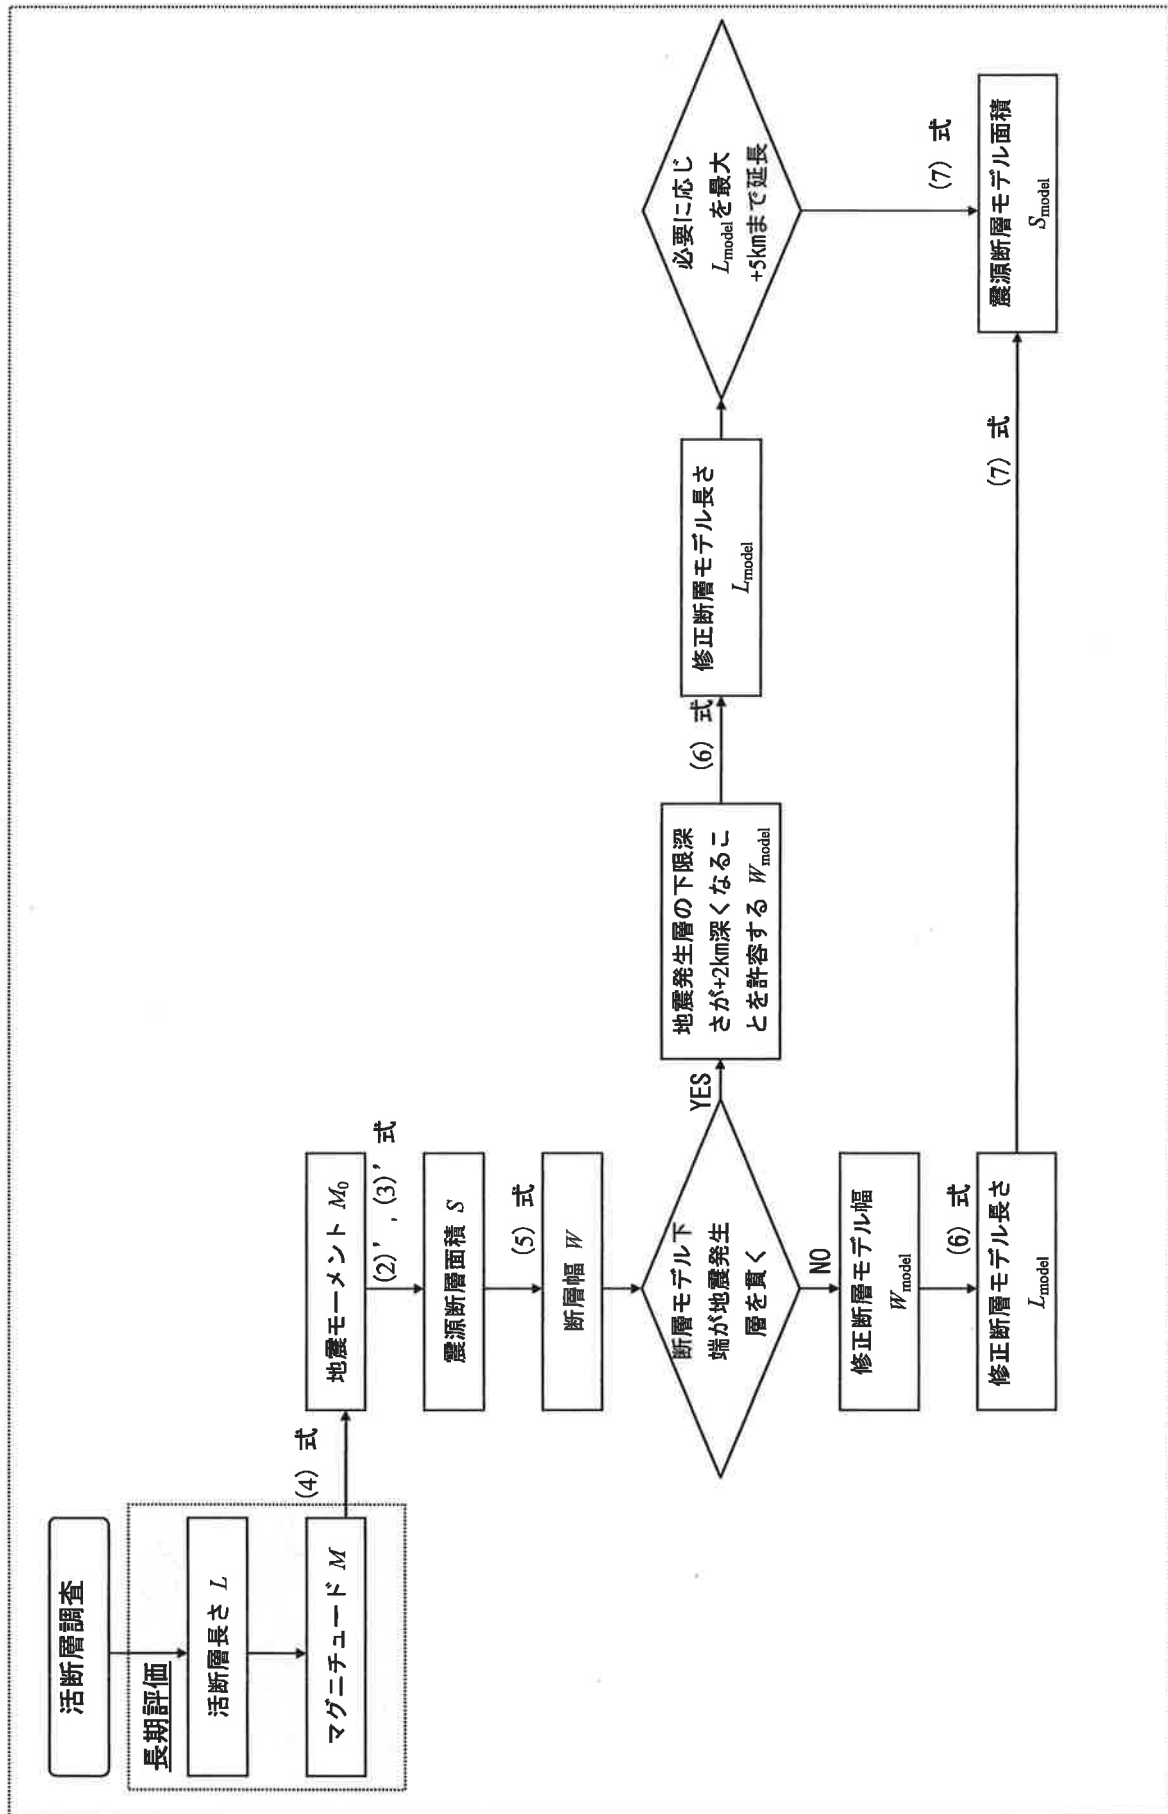 活断層調査
長期評価
活断層長さ L
マグニチュード M
(4) 式
地震モーメント M0
(2)’, (3)’ 式
震源断層面積 S
(5) 式
断層幅 W
断層モデル下
端が地震発生
層を貫く
YES
地震発生層の下限深
さが+2km深くなるこ
とを許容する Wmodel
(6) 式
修正断層モデル長さ
Lmodel
必要に応じ
Lmodelを最大
+5kmまで延長
(7) 式
NO
修正断層モデル幅
Wmodel
(6) 式
修正断層モデル長さ
Lmodel
(7) 式
震源断層モデル面積
Smodel